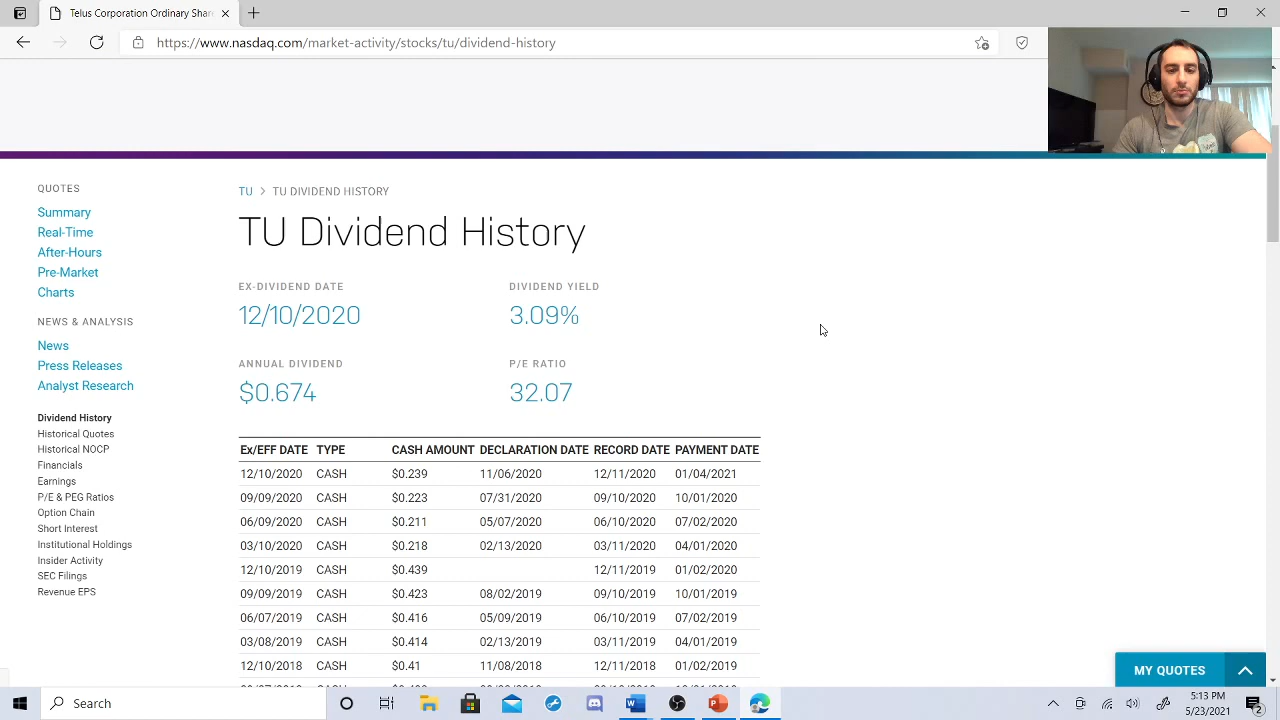 Telus Corporation Ordinary Share
https://www.nasdaq.com/market-activity/stocks/tu/dividend-history
QUOTES
Summary
Real-Time
After-Hours
Pre-Market
Charts
NEWS & ANALYSIS
News
Press Releases
Analyst Research
Dividend History
Historical Quotes
Historical NOCP
Financials
Earnings
P/E & PEG Ratios
Option Chain
Short Interest
Institutional Holdings
Insider Activity
SEC Filings
Revenue EPS
TU > TU DIVIDEND HISTORY
TU Dividend History
EX-DIVIDEND DATE DIVIDEND YIELD
12/10/2020 3.09%
ANNUAL DIVIDEND P/E RATIO
$0.674 32.07
Ex/EFF DATE TYPE CASH AMOUNT DECLARATION DATE RECORD DATE PAYMENT DATE
12/10/2020 CASH $0.239 11/06/2020 12/11/2020 01/04/2021
09/09/2020 CASH $0.223 07/31/2020 09/10/2020 10/01/2020
06/09/2020 CASH $0.211 05/07/2020 06/10/2020 07/02/2020
03/10/2020 CASH $0.218 02/13/2020 03/11/2020 04/01/2020
12/10/2019 CASH $0.439 12/11/2019 01/02/2020
09/09/2019 CASH $0.423 08/02/2019 09/10/2019 10/01/2019
06/07/2019 CASH $0.416 05/09/2019 06/10/2019 07/02/2019
03/08/2019 CASH $0.414 02/13/2019 03/11/2019 04/01/2019
12/10/2018 CASH $0.41 11/08/2018 12/11/2018 01/02/2019
MY QUOTES
Search
5:13 PM
5/23/2021
2